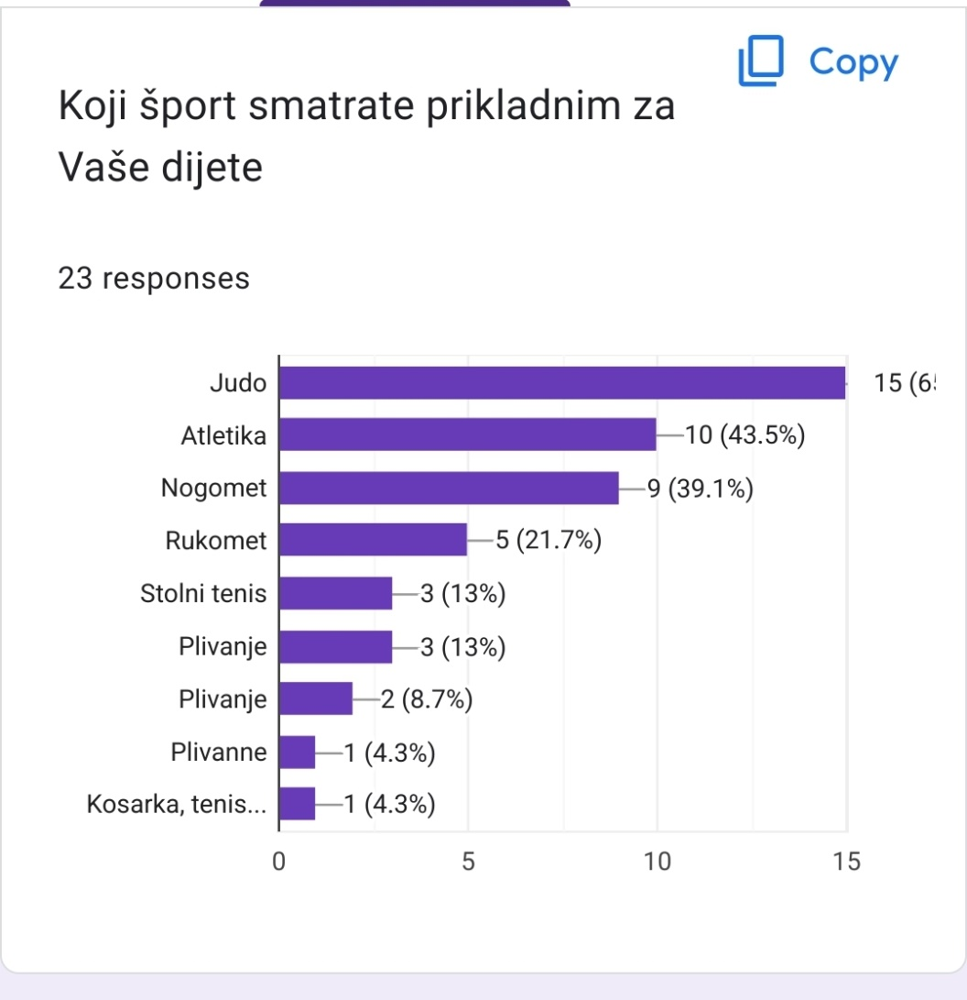 Copy
Koji šport smatrate prikladnim za
Vaše dijete
23 responses
Judo 15 (6
Atletika 10 (43.5%)
Nogomet 9 (39.1%)
Rukomet 5 (21.7%)
Stolni tenis 3 (13%)
Plivanje 3 (13%)
Plivanje 2 (8.7%)
Plivanne 1 (4.3%)
Kosarka, tenis... 1 (4.3%)
0 5 10 15